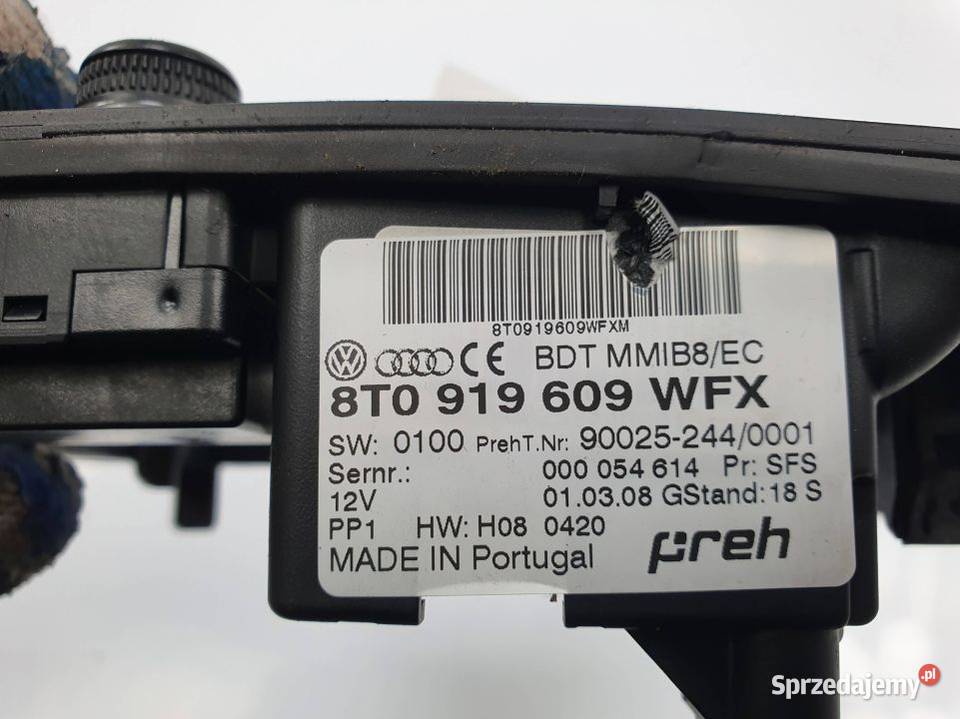 8T0919609WFXM
CE BDT MMIB8/EC
8T0 919 609 WFX
SW: 0100 PrehT.Nr: 90025-244/0001
Sernr.: 000 054 614 Pr: SFS
12V 01.03.08 GStand: 18 S
PP1 HW: H08 0420
MADE IN Portugal preh
Sprzedajemy.pl